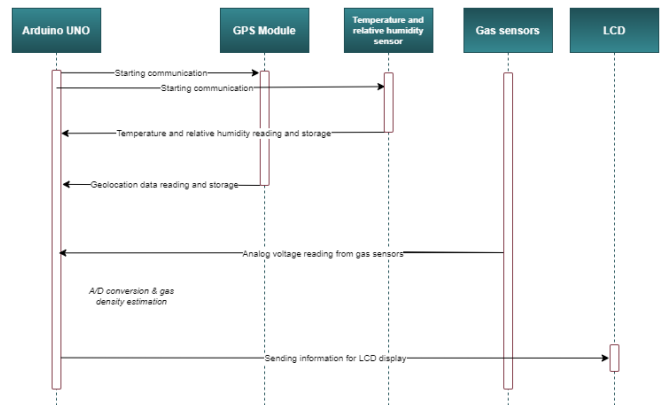 Arduino UNO
GPS Module
Temperature and
relative humidity
sensor
Gas sensors
LCD
Starting communication
Starting communication
Temperature and relative humidity reading and storage
Geolocation data reading and storage
Analog voltage reading from gas sensors
A/D conversion & gas
density estimation
Sending information for LCD display